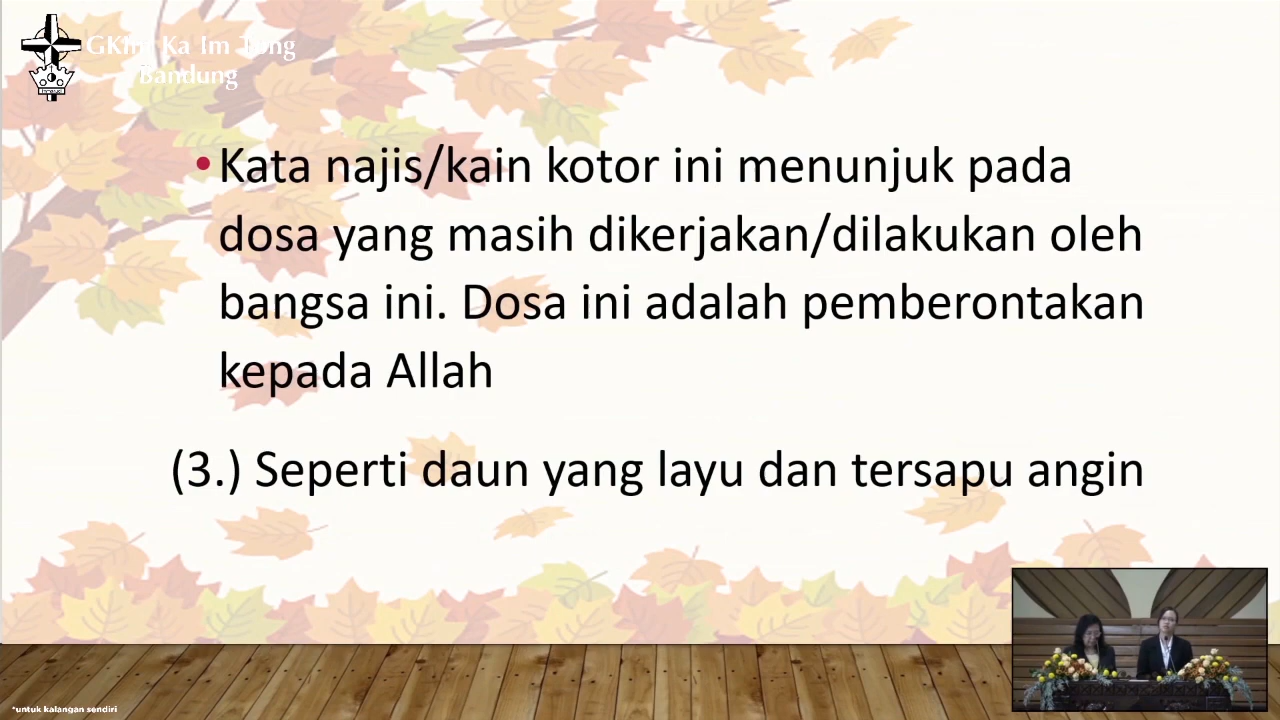 GKIm Ka Im Tong
Bandung
• Kata najis/kain kotor ini menunjuk pada
dosa yang masih dikerjakan/dilakukan oleh
bangsa ini. Dosa ini adalah pemberontakan
kepada Allah
(3.) Seperti daun yang layu dan tersapu angin
*untuk kalangan sendiri